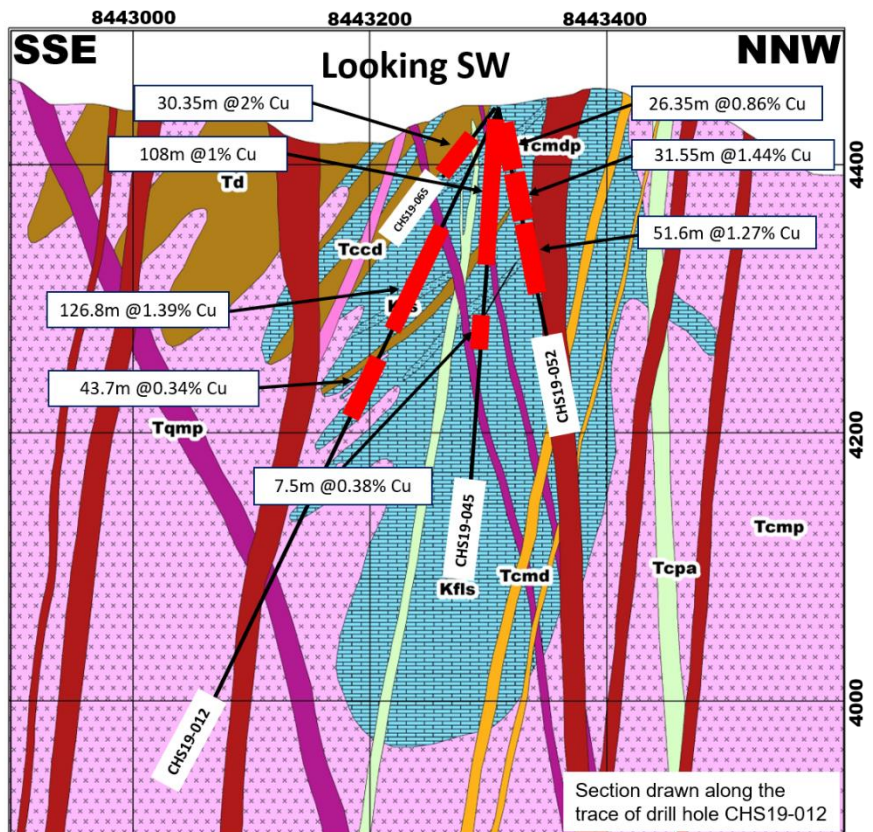 8443000 8443200 8443400
SSE NNW
Looking SW
30.35m @2% Cu
26.35m @0.86% Cu
108m @1% Cu
Tcmdp
31.55m @1.44% Cu
4400
Td
CHS19-065
51.6m @1.27% Cu
Tccd
126.8m @1.39% Cu
43.7m @0.34% Cu
CHS19-052
Tqmp
4200
7.5m @0.38% Cu
CHS19-045
Tcmp
Tcmd
Tcpa
Kfls
4000
CHS19-012
Section drawn along the
trace of drill hole CHS19-012